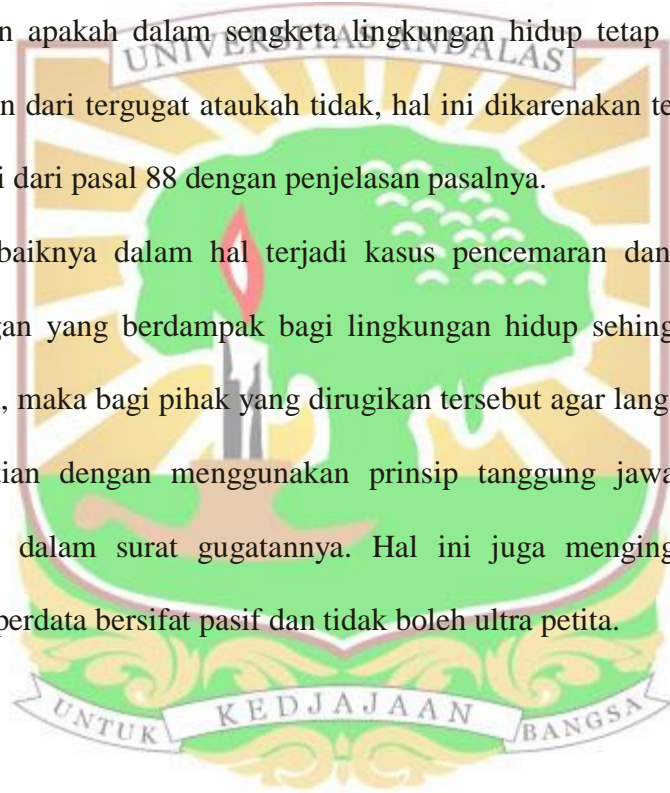 n apakah dalam sengketa lingkungan hidup tetap
UNIVERSITAS ANDALAS
n dari tergugat ataukah tidak, hal ini dikarenakan te
i dari pasal 88 dengan penjelasan pasalnya.
baiknya dalam hal terjadi kasus pencemaran dan
gan yang berdampak bagi lingkungan hidup sehing
, maka bagi pihak yang dirugikan tersebut agar lang
tian dengan menggunakan prinsip tanggung jawa
dalam surat gugatannya. Hal ini juga menging
perdata bersifat pasif dan tidak boleh ultra petita.
UNTUK KEDJAJAAN BANGSA